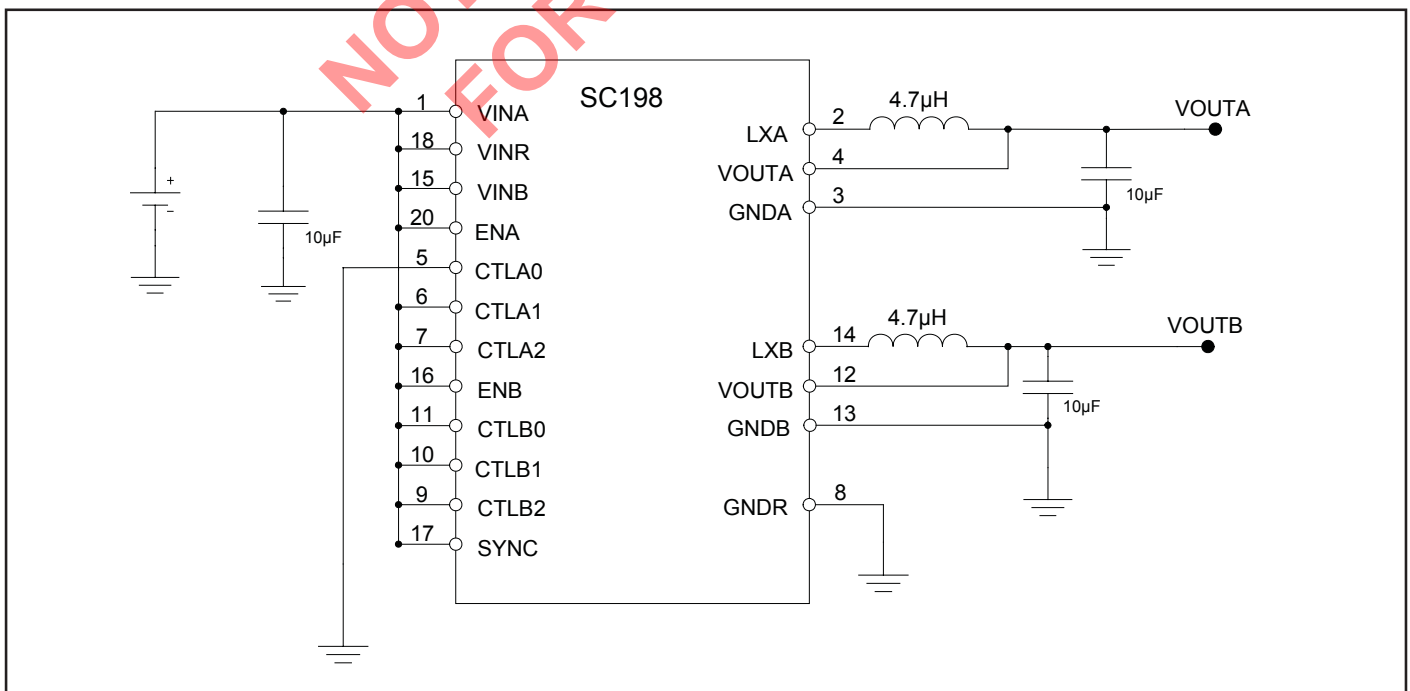 NO
FOR
SC198
1 VINA
18 VINR
15 VINB
20 ENA
5 CTLA0
6 CTLA1
7 CTLA2
16 ENB
11 CTLB0
10 CTLB1
9 CTLB2
17 SYNC
+
−
10µF
LXA 2
4.7µH
VOUTA
VOUTA 4
GNDA 3
10µF
LXB 14
4.7µH
VOUTB
VOUTB 12
GNDB 13
10µF
GNDR 8